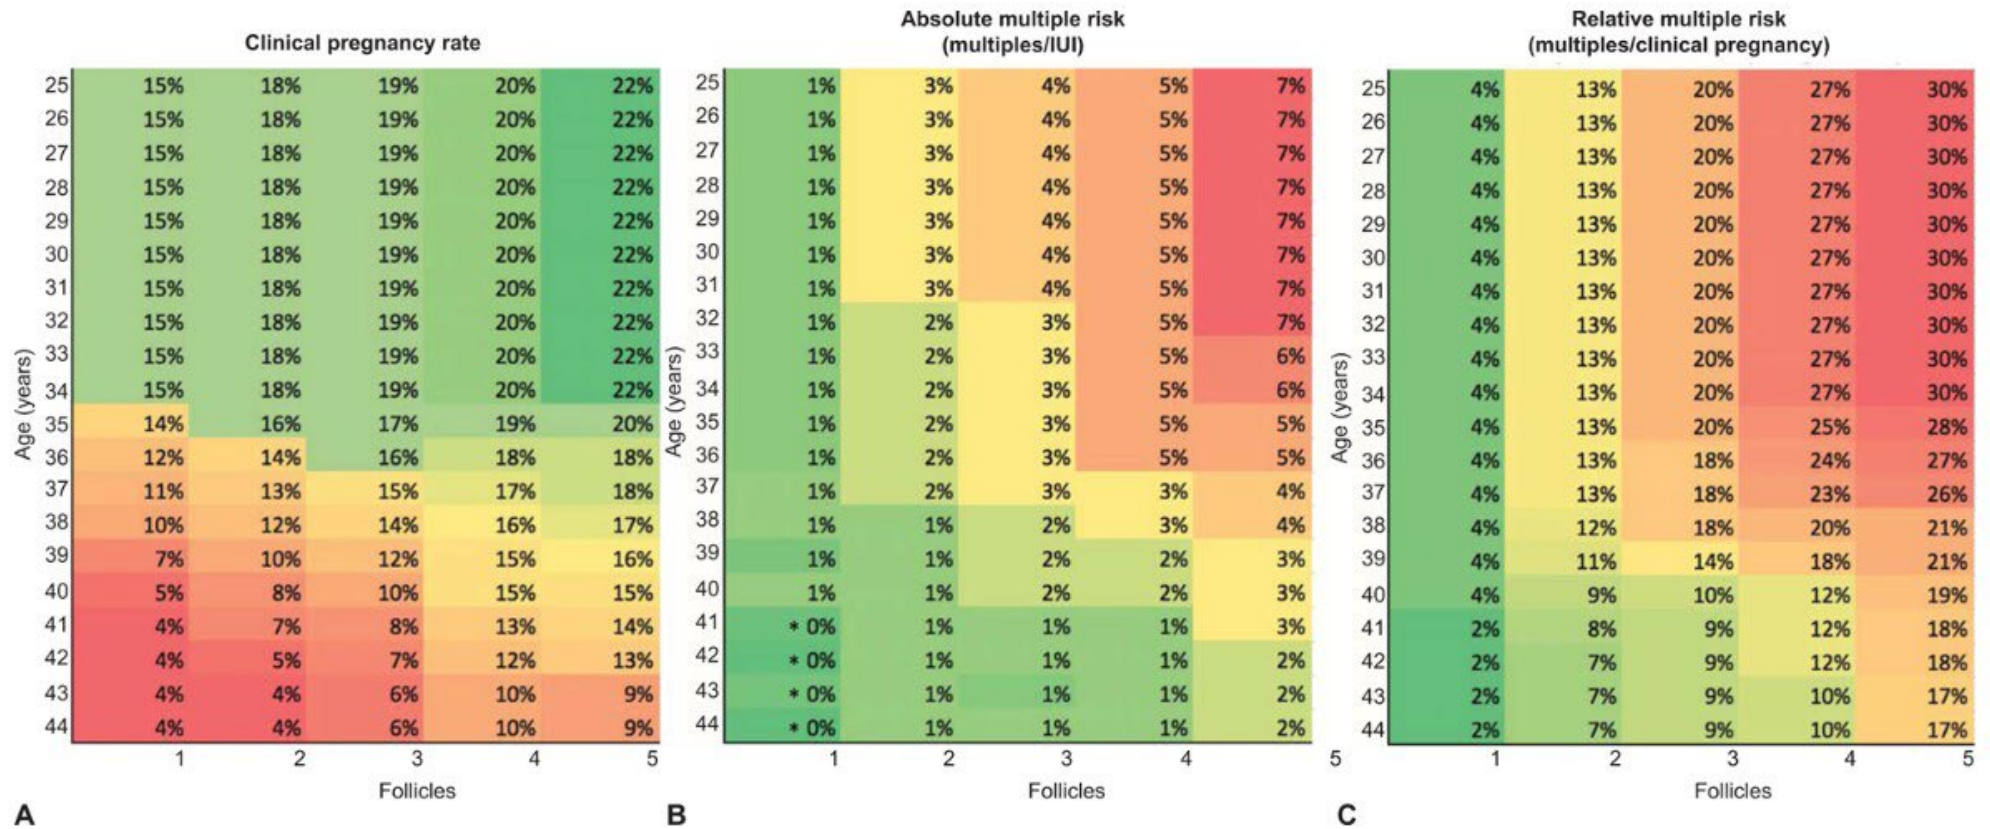 Clinical pregnancy rate
Age (years)
25 15% 18% 19% 20% 22%
26 15% 18% 19% 20% 22%
27 15% 18% 19% 20% 22%
28 15% 18% 19% 20% 22%
29 15% 18% 19% 20% 22%
30 15% 18% 19% 20% 22%
31 15% 18% 19% 20% 22%
32 15% 18% 19% 20% 22%
33 15% 18% 19% 20% 22%
34 15% 18% 19% 20% 22%
35 14% 16% 17% 19% 20%
36 12% 14% 16% 18% 18%
37 11% 13% 15% 17% 18%
38 10% 12% 14% 16% 17%
39 7% 10% 12% 15% 16%
40 5% 8% 10% 15% 15%
41 4% 7% 8% 13% 14%
42 4% 5% 7% 12% 13%
43 4% 4% 6% 10% 9%
44 4% 4% 6% 10% 9%
1 2 3 4 5
Follicles
A
Absolute multiple risk
(multiples/IUI)
Age (years)
25 1% 3% 4% 5% 7%
26 1% 3% 4% 5% 7%
27 1% 3% 4% 5% 7%
28 1% 3% 4% 5% 7%
29 1% 3% 4% 5% 7%
30 1% 3% 4% 5% 7%
31 1% 3% 4% 5% 7%
32 1% 2% 3% 5% 7%
33 1% 2% 3% 5% 6%
34 1% 2% 3% 5% 6%
35 1% 2% 3% 5% 5%
36 1% 2% 3% 5% 5%
37 1% 2% 3% 3% 4%
38 1% 1% 2% 3% 4%
39 1% 1% 2% 2% 3%
40 1% 1% 2% 2% 3%
41 * 0% 1% 1% 1% 3%
42 * 0% 1% 1% 1% 2%
43 * 0% 1% 1% 1% 2%
44 * 0% 1% 1% 1% 2%
1 2 3 4 5
Follicles
B
Relative multiple risk
(multiples/clinical pregnancy)
Age (years)
25 4% 13% 20% 27% 30%
26 4% 13% 20% 27% 30%
27 4% 13% 20% 27% 30%
28 4% 13% 20% 27% 30%
29 4% 13% 20% 27% 30%
30 4% 13% 20% 27% 30%
31 4% 13% 20% 27% 30%
32 4% 13% 20% 27% 30%
33 4% 13% 20% 27% 30%
34 4% 13% 20% 27% 30%
35 4% 13% 20% 25% 28%
36 4% 13% 18% 24% 27%
37 4% 13% 18% 23% 26%
38 4% 12% 18% 20% 21%
39 4% 11% 14% 18% 21%
40 4% 9% 10% 12% 19%
41 2% 8% 9% 12% 18%
42 2% 7% 9% 12% 18%
43 2% 7% 9% 10% 17%
44 2% 7% 9% 10% 17%
1 2 3 4 5
Follicles
C